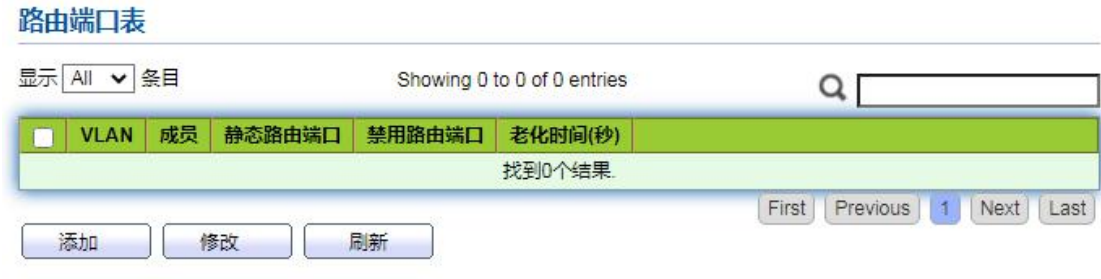 路由端口表
显示 All 条目 Showing 0 to 0 of 0 entries
VLAN 成员 静态路由端口 禁用路由端口 老化时间(秒)
找到0个结果.
First Previous 1 Next Last
添加 修改 刷新